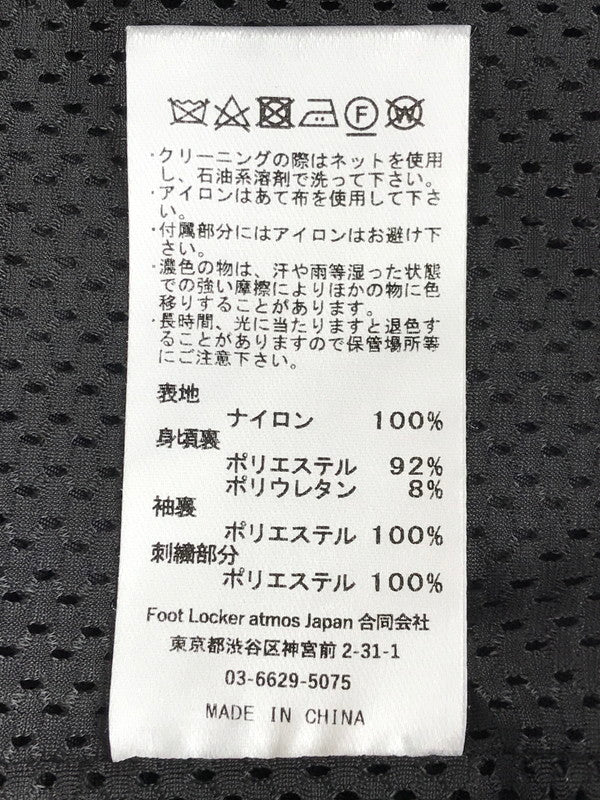 ・クリーニングの際はネットを使用
し、石油系溶剤で洗って下さい。
・アイロンはあて布を使用して下さ
い。
・付属部分にはアイロンはお避け下
さい。
・濃色の物は、汗や雨等湿った状態
での強い摩擦によりほかの物に色
移りすることがあります。
・長時間、光に当たりますと退色す
ることがありますので保管場所等
にご注意下さい。
表地
ナイロン 100%
身頃裏
ポリエステル 92%
ポリウレタン 8%
袖裏
ポリエステル 100%
刺繍部分
ポリエステル 100%
Foot Locker atmos Japan 合同会社
東京都渋谷区神宮前 2-31-1
03-6629-5075
MADE IN CHINA